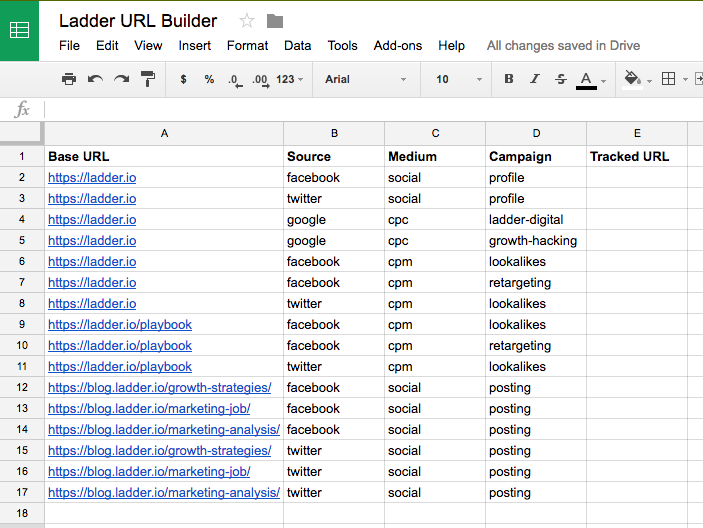 Ladder URL Builder
File Edit View Insert Format Data Tools Add-ons Help All changes saved in Drive
$ % .0 .00 123 Arial 10 B I S A
fx
A B C D E
1 Base URL Source Medium Campaign Tracked URL
2 https://ladder.io facebook social profile
3 https://ladder.io twitter social profile
4 https://ladder.io google cpc ladder-digital
5 https://ladder.io google cpc growth-hacking
6 https://ladder.io facebook cpm lookalikes
7 https://ladder.io facebook cpm retargeting
8 https://ladder.io twitter cpm lookalikes
9 https://ladder.io/playbook facebook cpm lookalikes
10 https://ladder.io/playbook facebook cpm retargeting
11 https://ladder.io/playbook twitter cpm lookalikes
12 https://blog.ladder.io/growth-strategies/ facebook social posting
13 https://blog.ladder.io/marketing-job/ facebook social posting
14 https://blog.ladder.io/marketing-analysis/ facebook social posting
15 https://blog.ladder.io/growth-strategies/ twitter social posting
16 https://blog.ladder.io/marketing-job/ twitter social posting
17 https://blog.ladder.io/marketing-analysis/ twitter social posting
18